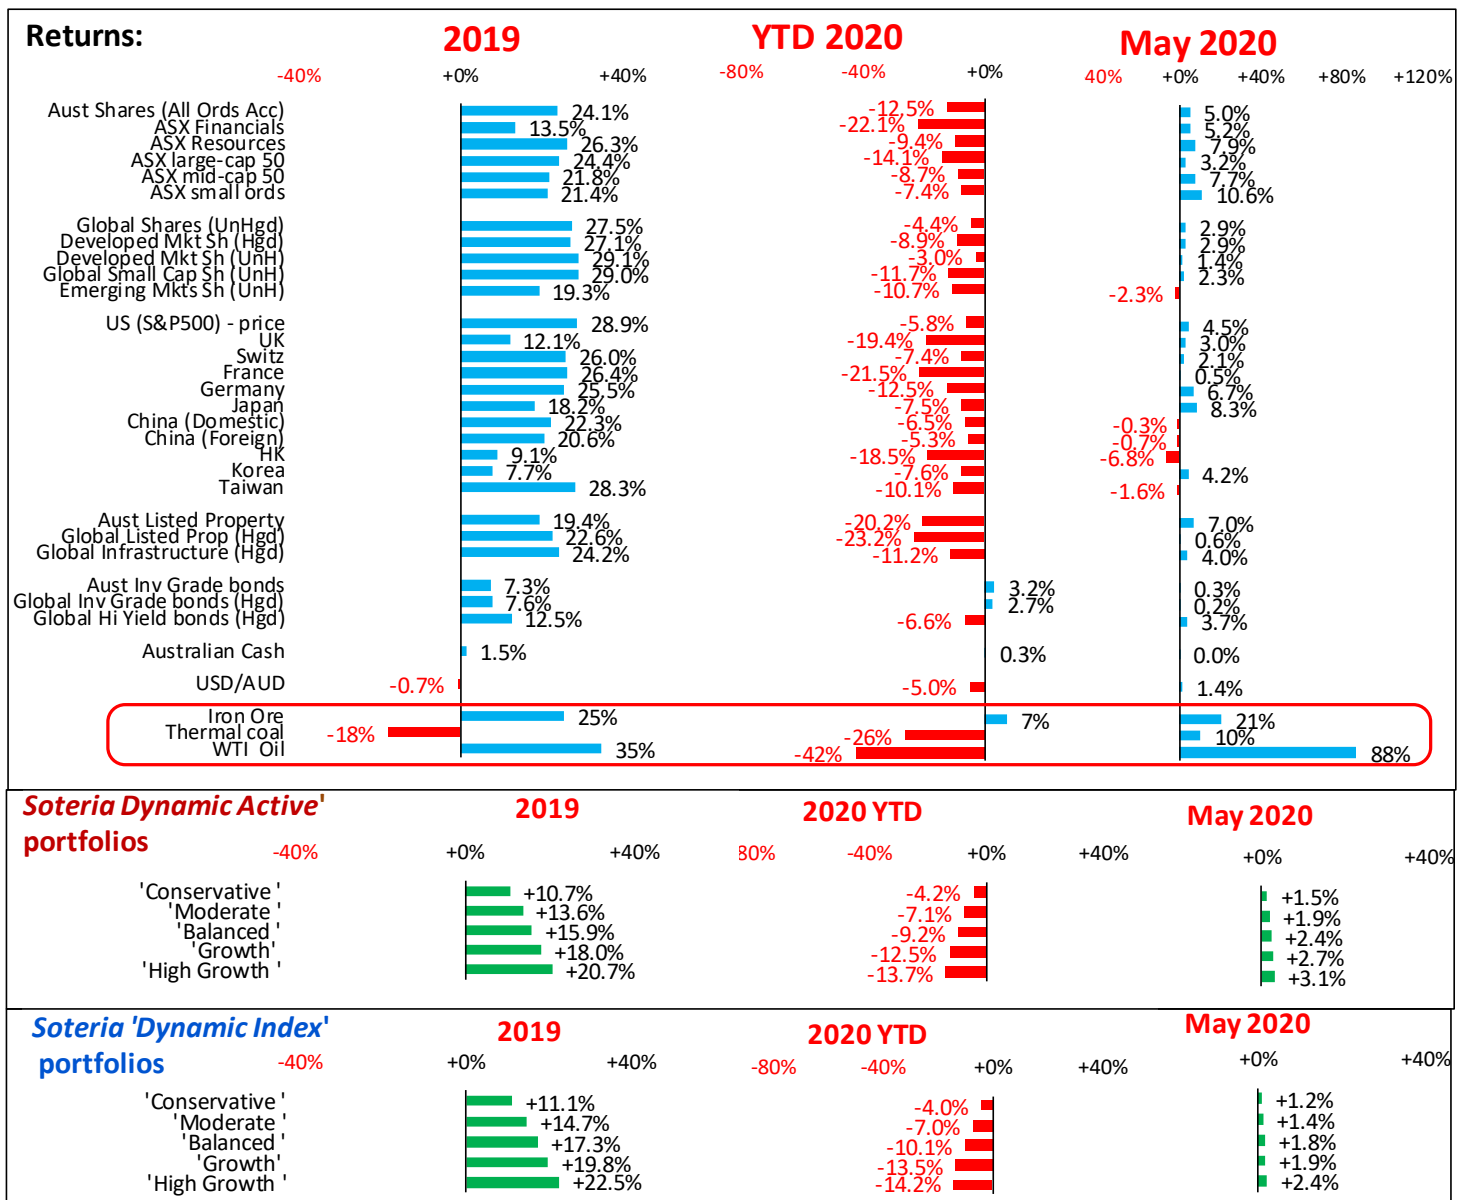 Returns: 2019 YTD 2020 May 2020
-40% +0% +40% -80% -40% +0% 40% +0% +40% +80% +120%
Aust Shares (All Ords Acc) 24.1% -12.5% 5.0%
ASX Financials 13.5% -22.1% 5.2%
ASX Resources 26.3% -9.4% 7.9%
ASX large-cap 50 24.4% -14.1% 3.2%
ASX mid-cap 50 21.8% -8.7% 7.7%
ASX small ords 21.4% -7.4% 10.6%
Global Shares (UnHgd) 27.5% -4.4% 2.9%
Developed Mkt Sh (Hgd) 27.1% -8.9% 2.9%
Developed Mkt Sh (UnH) 29.1% -3.0% 1.4%
Global Small Cap Sh (UnH) 29.0% -11.7% 2.3%
Emerging Mkts Sh (UnH) 19.3% -10.7% -2.3%
US (S&P500) - price 28.9% -5.8% 4.5%
UK 12.1% -19.4% 3.0%
Switz 26.0% -7.4% 2.1%
France 26.4% -21.5% 0.5%
Germany 25.5% -12.5% 6.7%
Japan 18.2% -7.5% 8.3%
China (Domestic) 22.3% -6.5% -0.3%
China (Foreign) 20.6% -5.3% -0.7%
HK 9.1% -18.5% -6.8%
Korea 7.7% -7.6% 4.2%
Taiwan 28.3% -10.1% -1.6%
Aust Listed Property 19.4% -20.2% 7.0%
Global Listed Prop (Hgd) 22.6% -23.2% 0.6%
Global Infrastructure (Hgd) 24.2% -11.2% 4.0%
Aust Inv Grade bonds 7.3% 3.2% 0.3%
Global Inv Grade bonds (Hgd) 7.6% 2.7% 0.2%
Global Hi Yield bonds (Hgd) 12.5% -6.6% 3.7%
Australian Cash 1.5% 0.3% 0.0%
USD/AUD -0.7% -5.0% 1.4%
Iron Ore 25% 7% 21%
Thermal coal -18% -26% 10%
WTI Oil 35% -42% 88%
Soteria Dynamic Active' 2019 2020 YTD May 2020
portfolios
-40% +0% +40% 80% -40% +0% +40% +0% +40%
'Conservative ' +10.7% -4.2% +1.5%
'Moderate ' +13.6% -7.1% +1.9%
'Balanced ' +15.9% -9.2% +2.4%
'Growth' +18.0% -12.5% +2.7%
'High Growth ' +20.7% -13.7% +3.1%
Soteria 'Dynamic Index' 2019 2020 YTD May 2020
portfolios
-40% +0% +40% -80% -40% +0% +40% +0% +40%
'Conservative ' +11.1% -4.0% +1.2%
'Moderate ' +14.7% -7.0% +1.4%
'Balanced ' +17.3% -10.1% +1.8%
'Growth' +19.8% -13.5% +1.9%
'High Growth ' +22.5% -14.2% +2.4%